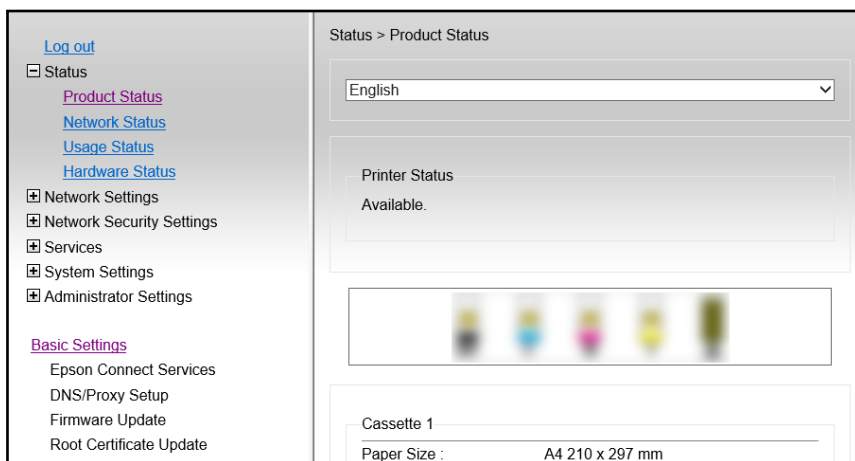 Log out
Status
Product Status
Network Status
Usage Status
Hardware Status
Network Settings
Network Security Settings
Services
System Settings
Administrator Settings
Basic Settings
Epson Connect Services
DNS/Proxy Setup
Firmware Update
Root Certificate Update
Status > Product Status
English
Printer Status
Available.
Cassette 1
Paper Size : A4 210 x 297 mm